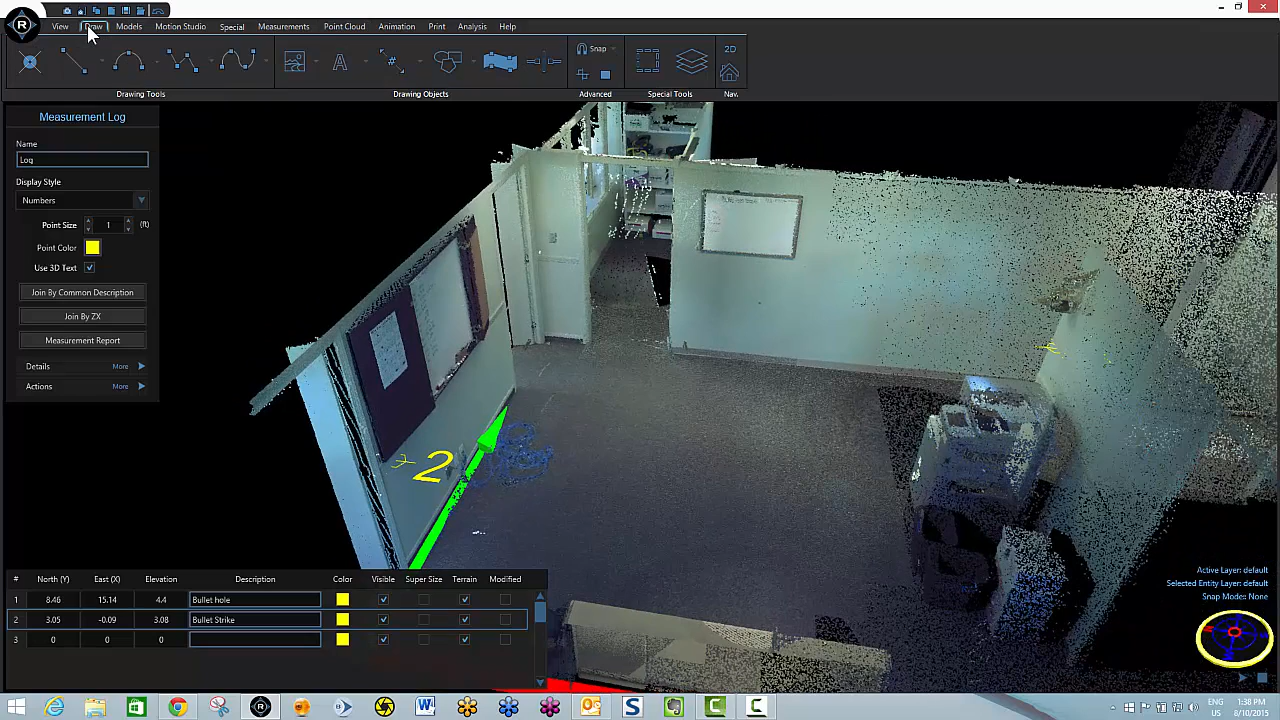 View Draw Models Motion Studio Special Measurements Point Cloud Animation Print Analysis Help
Snap
2D
Drawing Tools Drawing Objects Advanced Special Tools Nav.
Measurement Log
Name
Log
Display Style
Numbers
Point Size 1 (ft)
Point Color
Use 3D Text
Join By Common Description
Join By ZX
Measurement Report
Details More
Actions More
2
# North (Y) East (X) Elevation Description Color Visible Super Size Terrain Modified
1 8.46 15.14 4.4 Bullet hole
2 3.05 -0.09 3.08 Bullet Strike
3 0 0 0
Active Layer: default
Selected Entity Layer: default
Snap Mode: None
ENG
US
1:38 PM
8/10/2015